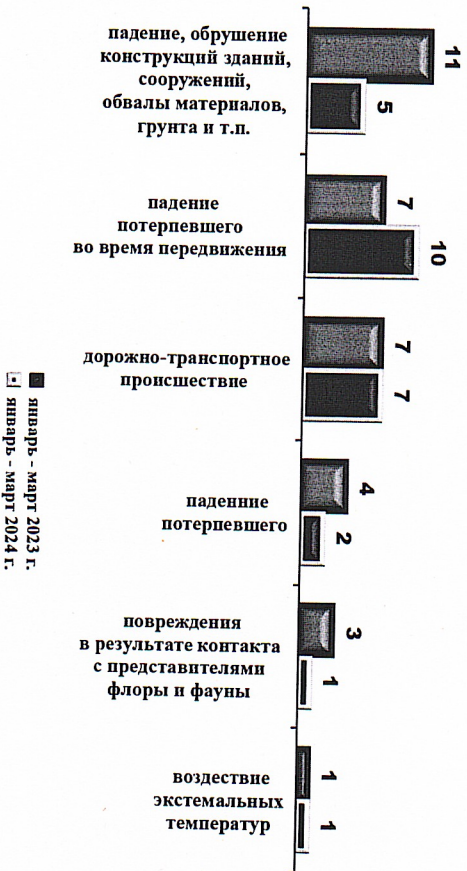 падение, обрушение
конструкций зданий,
сооружений,
обвалы материалов,
грунта и т.п.
11
5
падение
потерпевшего
во время передвижения
7
10
дорожно-транспортное
происшествие
7
7
паденние
потерпевшего
4
2
повреждения
в результате контакта
с представителями
флоры и фауны
3
1
воздествие
экстемальных
температур
1
1
январь - март 2023 г.
январь - март 2024 г.